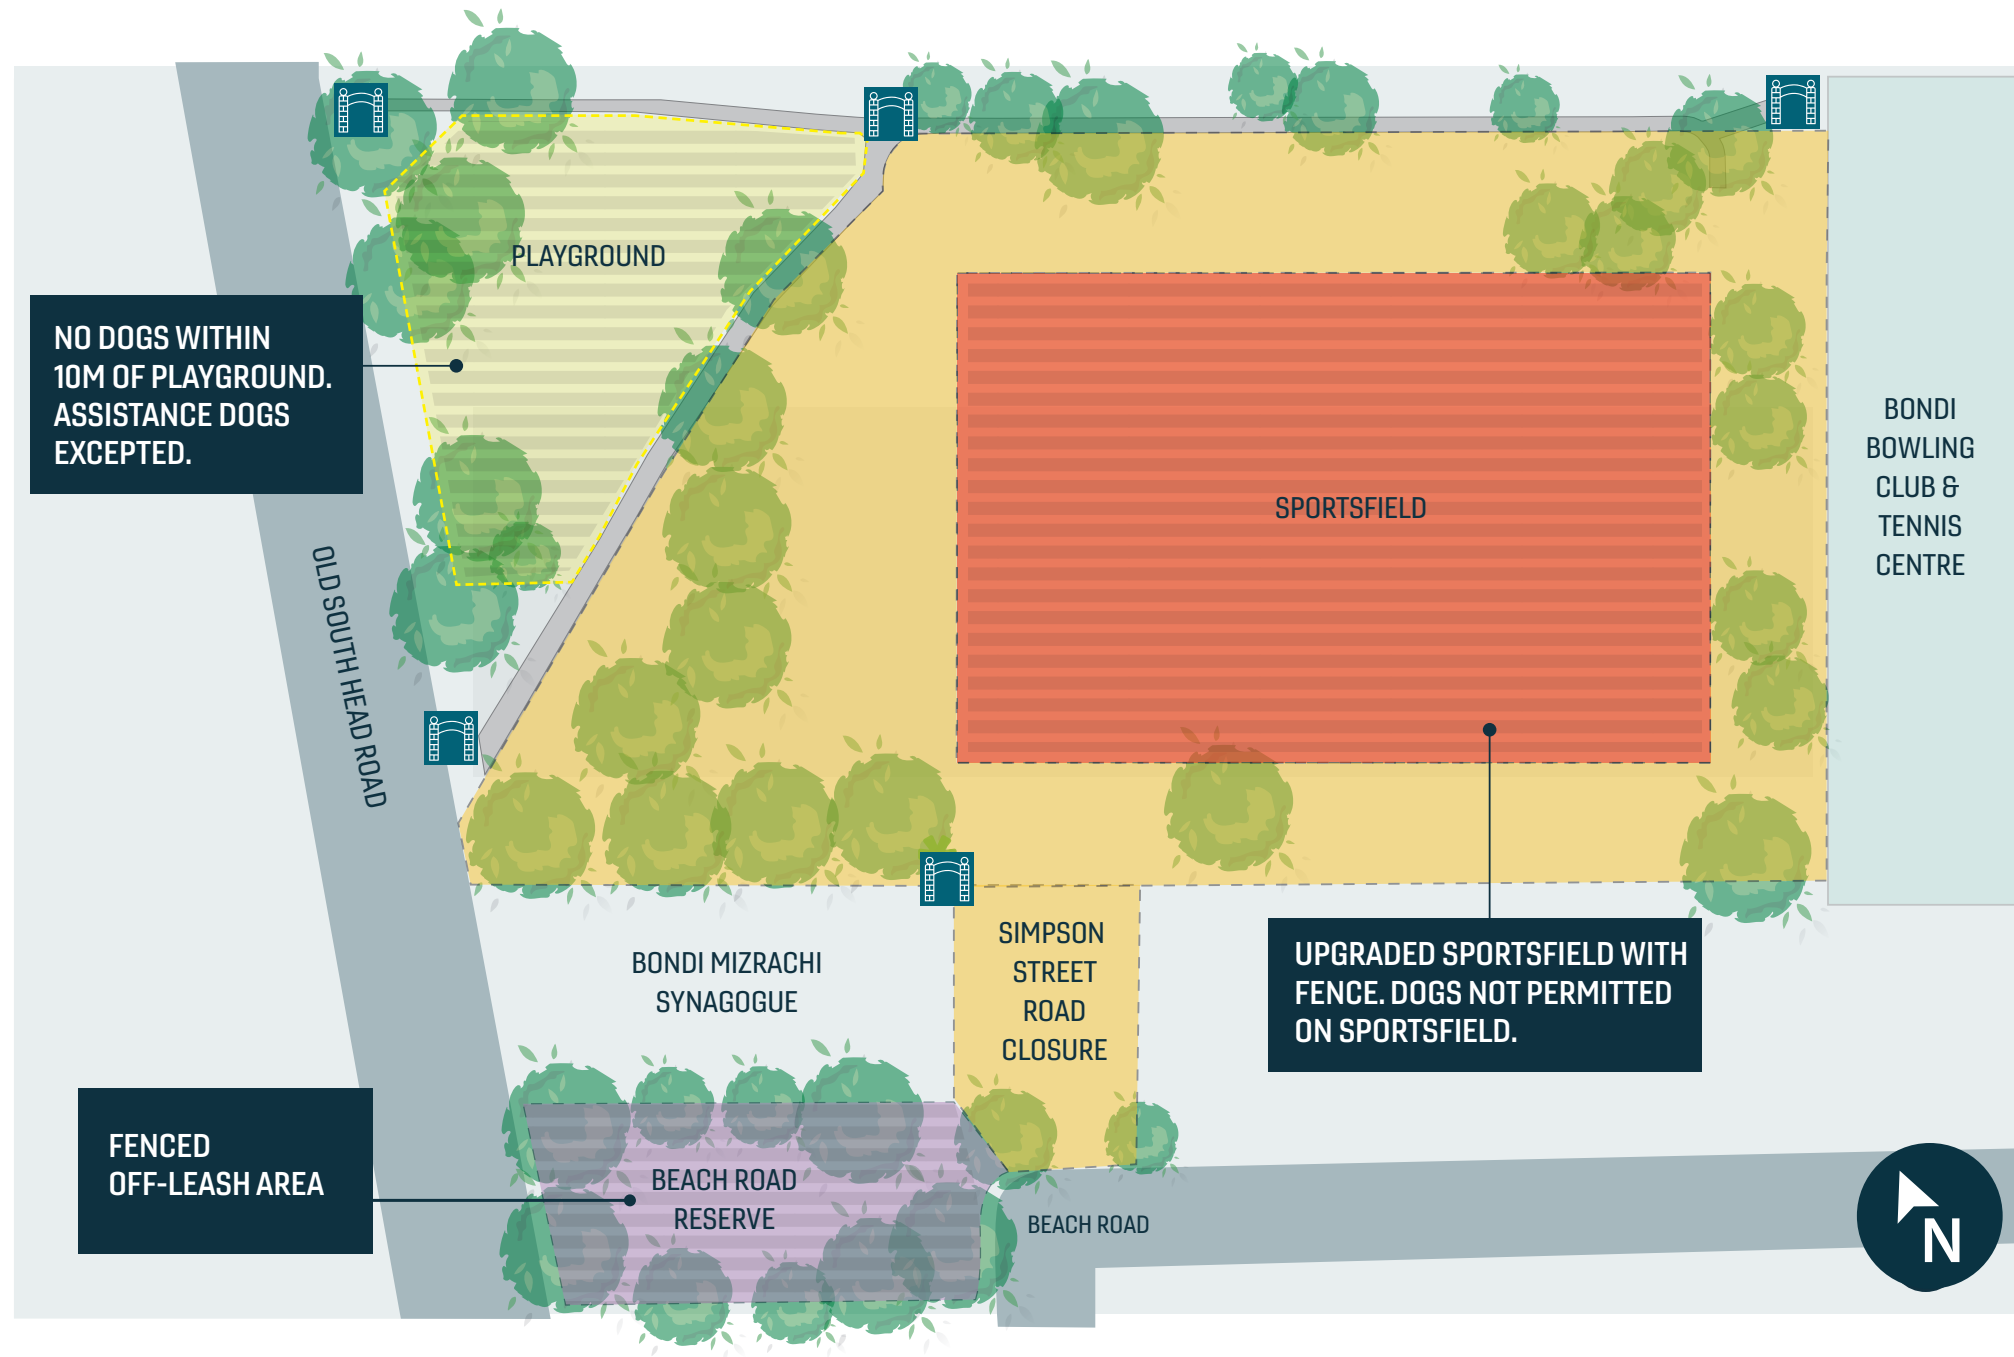 PLAYGROUND
NO DOGS WITHIN
10M OF PLAYGROUND.
ASSISTANCE DOGS
EXCEPTED.
SPORTSFIELD
BONDI
BOWLING
CLUB &
TENNIS
CENTRE
OLD SOUTH HEAD ROAD
BONDI MIZRACHI
SYNAGOGUE
SIMPSON
STREET
ROAD
CLOSURE
UPGRADED SPORTSFIELD WITH
FENCE. DOGS NOT PERMITTED
ON SPORTSFIELD.
FENCED
OFF-LEASH AREA
BEACH ROAD
RESERVE
BEACH ROAD
N